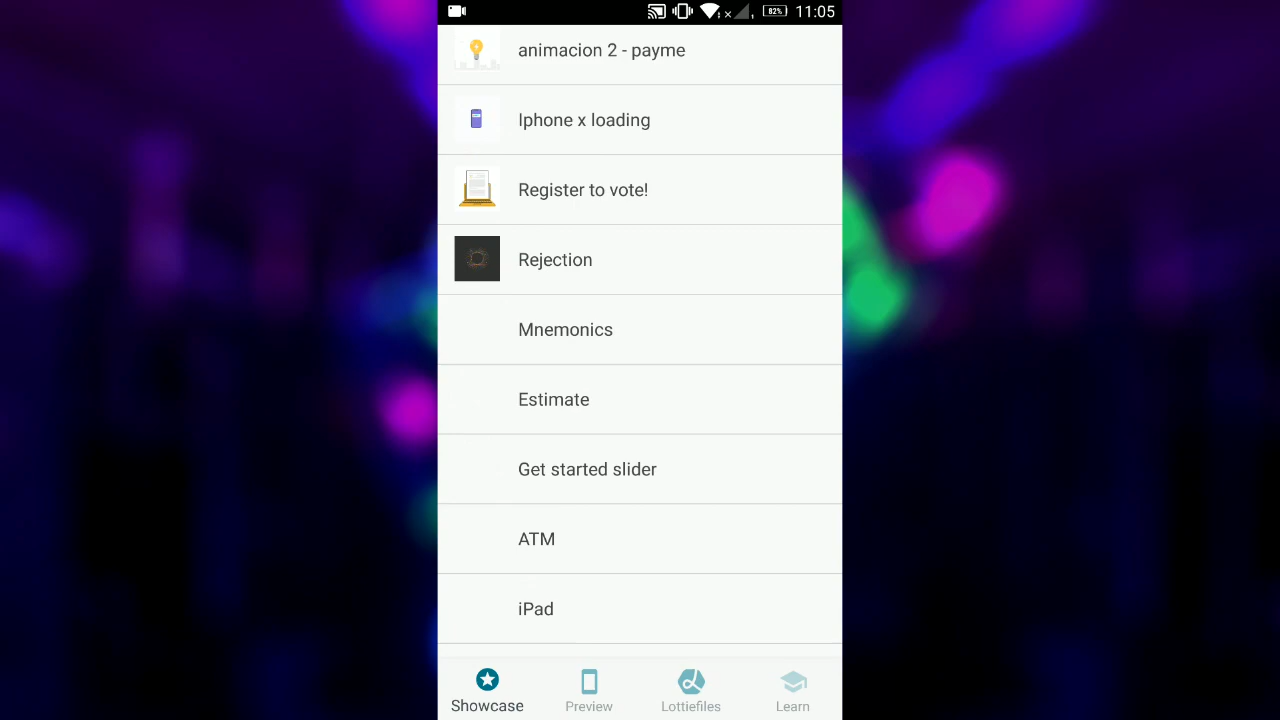 82% 11:05
animacion 2 - payme
Iphone x loading
Register to vote!
Rejection
Mnemonics
Estimate
Get started slider
ATM
iPad
Showcase Preview Lottiefiles Learn